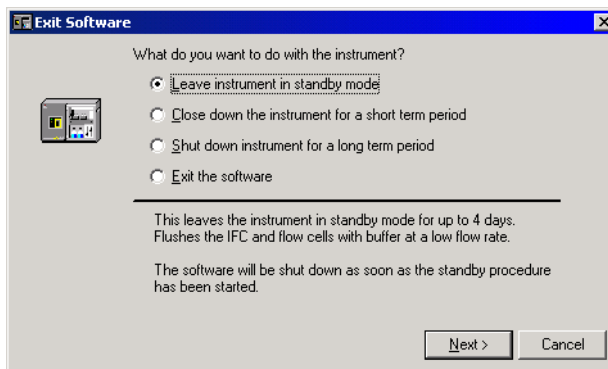 Exit Software
What do you want to do with the instrument?
Leave instrument in standby mode
Close down the instrument for a short term period
Shut down instrument for a long term period
Exit the software
This leaves the instrument in standby mode for up to 4 days.
Flushes the IFC and flow cells with buffer at a low flow rate.
The software will be shut down as soon as the standby procedure
has been started.
Next >
Cancel